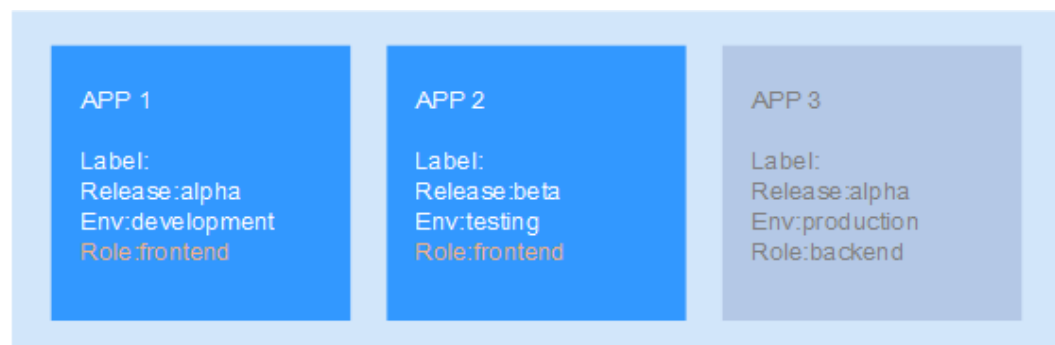 APP 1
Label:
Release:alpha
Env:development
Role:frontend
APP 2
Label:
Release:beta
Env:testing
Role:frontend
APP 3
Label:
Release:alpha
Env:production
Role:backend